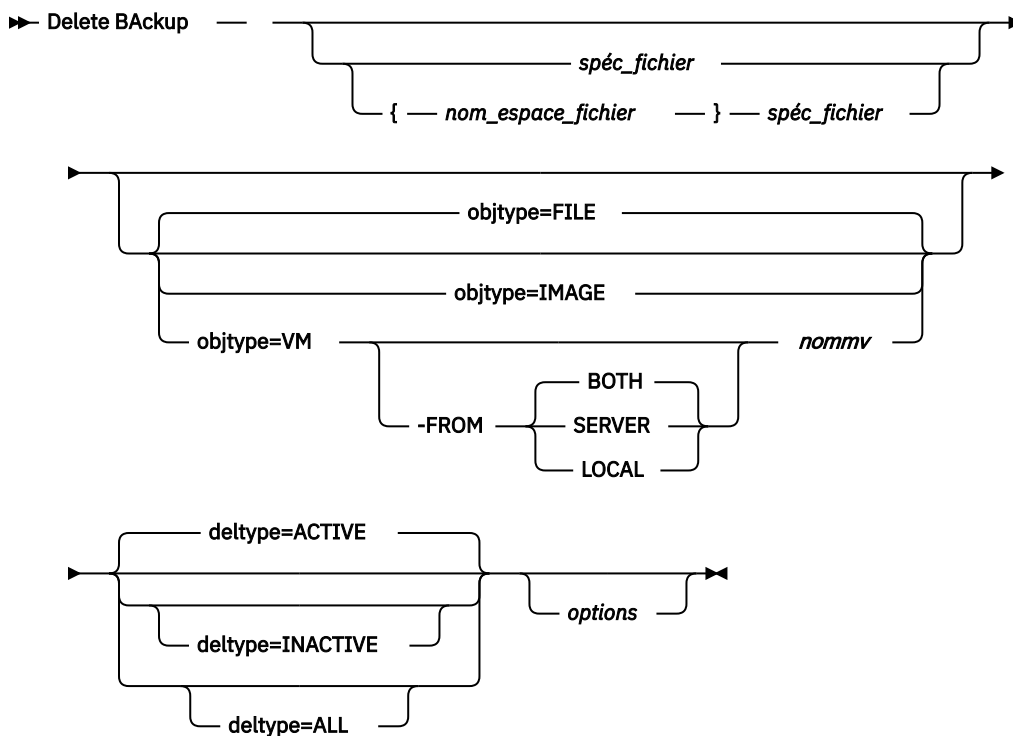 Delete BAckup
spéc_fichier
{ nom_espace_fichier } spéc_fichier
objtype=FILE
objtype=IMAGE
objtype=VM nommv
BOTH
-FROM SERVER
LOCAL
deltype=ACTIVE
options
deltype=INACTIVE
deltype=ALL